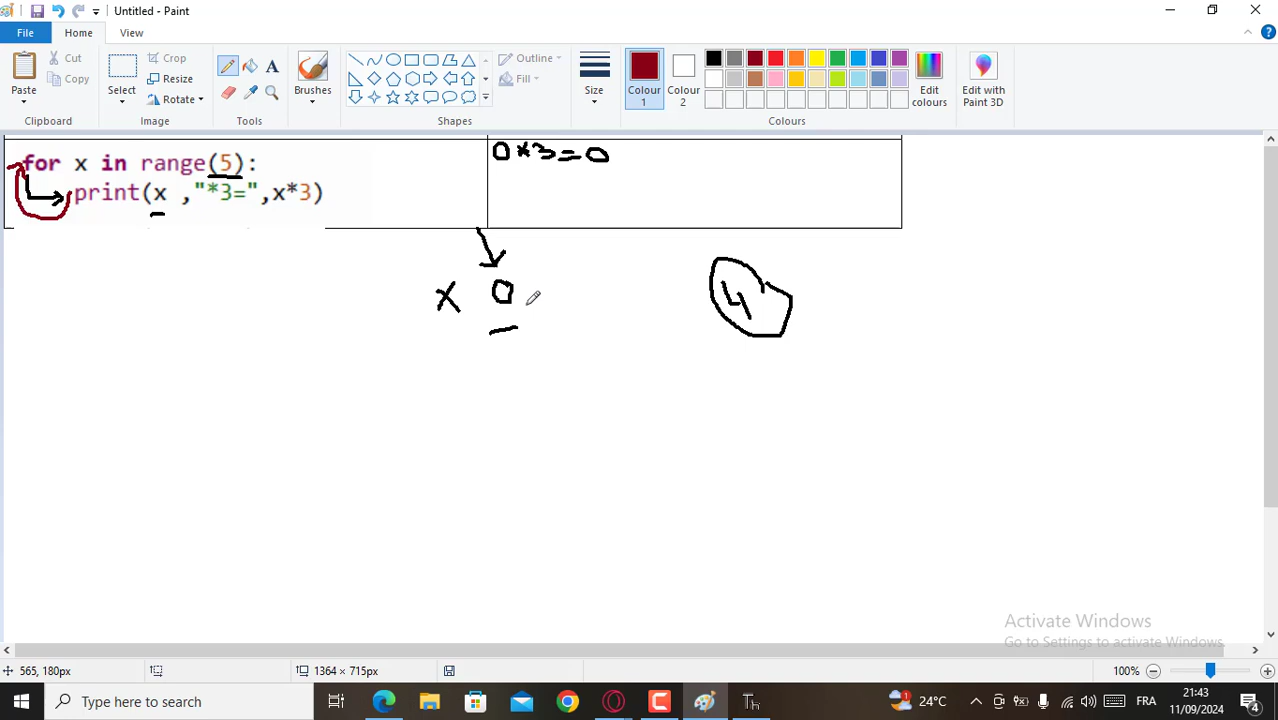 Untitled - Paint
File Home View
Paste
Cut
Copy
Clipboard
Select
Crop
Resize
Rotate
Image
A
Tools
Brushes
Outline
Fill
Shapes
Size
Colour 1
Colour 2
Edit colours
Colours
Edit with Paint 3D
for x in range(5):
print(x ,"*3=",x*3)
0*3=0
x 0
4
Activate Windows
Go to Settings to activate Windows.
565, 180px
1364 × 715px
100%
Type here to search
24°C
FRA
21:43
11/09/2024